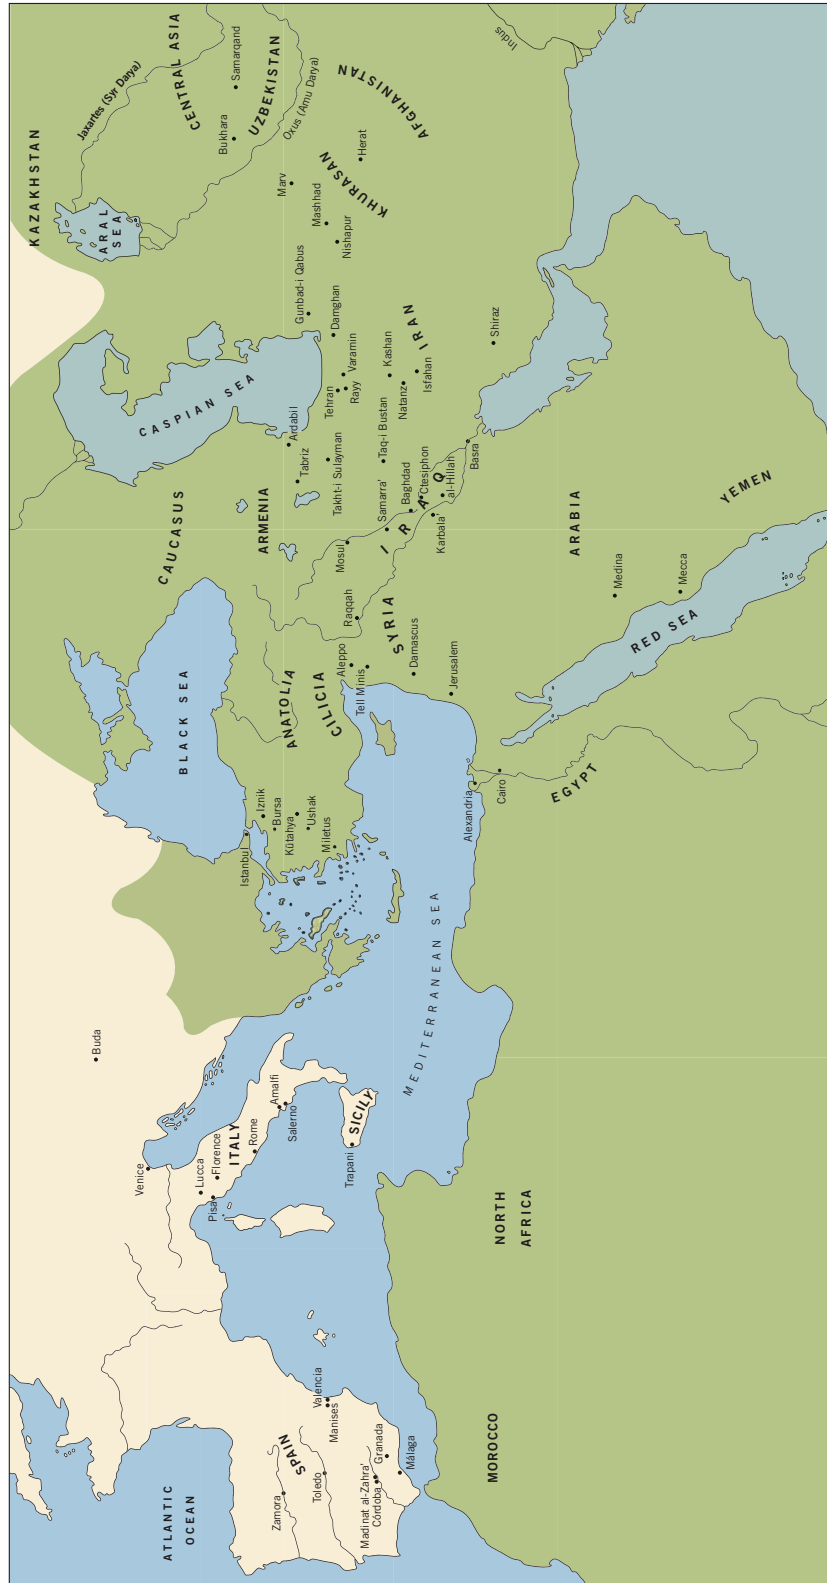 ATLANTIC
OCEAN
SPAIN
Zamora
Toledo
Madinat al-Zahra'
Córdoba
Granada
Málaga
Valencia
Manises
MOROCCO
NORTH
AFRICA
Venice
Lucca
Florence
Pisa
ITALY
Rome
Amalfi
Salerno
Trapani
SICILY
Buda
MEDITERRANEAN SEA
Istanbul
Iznik
Bursa
Kütahya
Ushak
Miletus
BLACK SEA
ANATOLIA
CILICIA
Alexandria
Cairo
EGYPT
Aleppo
Tell Minis
SYRIA
Damascus
Jerusalem
Raqqah
RED SEA
Medina
Mecca
ARABIA
YEMEN
CAUCASUS
ARMENIA
Mosul
IRAQ
Samarra'
Baghdad
Ctesiphon
al-Hillah
Karbala'
Basra
Tabriz
Ardabil
Takht-i Sulayman
Taq-i Bustan
CASPIAN SEA
Tehran
Rayy
Varamin
Damghan
Gunbad-i Qabus
Kashan
Natanz
Isfahan
IRAN
Shiraz
Nishapur
Mashhad
KHURASAN
Marv
Herat
AFGHANISTAN
KAZAKHSTAN
ARAL
SEA
Jaxartes (Syr Darya)
CENTRAL ASIA
Bukhara
Samarqand
UZBEKISTAN
Oxus (Amu Darya)
Indus